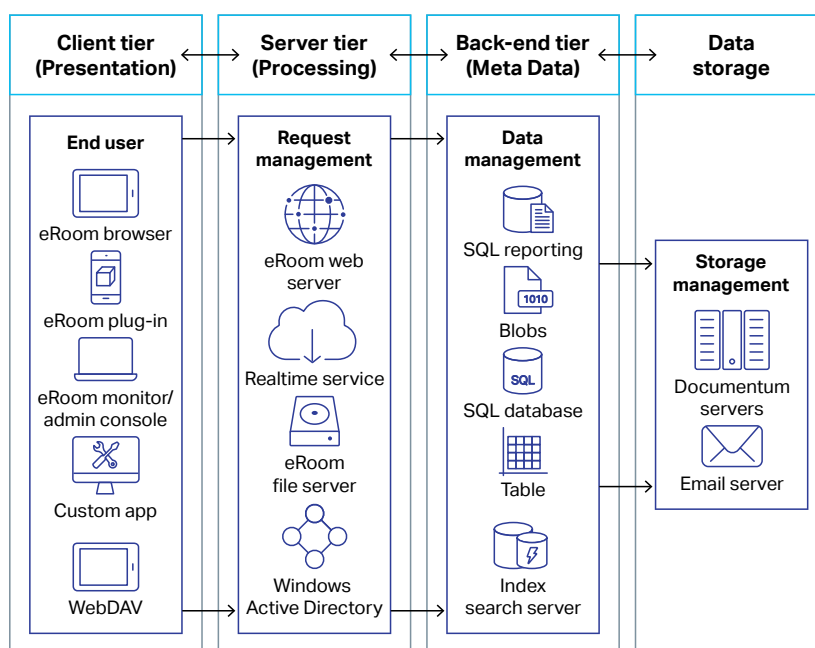 Client tier
(Presentation)
Server tier
(Processing)
Back-end tier
(Meta Data)
Data
storage
End user
eRoom browser
eRoom plug-in
eRoom monitor/
admin console
Custom app
WebDAV
Request
management
eRoom web
server
Realtime service
eRoom
file server
Windows
Active Directory
Data
management
SQL reporting
1010
Blobs
SQL
SQL database
Table
Index
search server
Storage
management
Documentum
servers
Email server